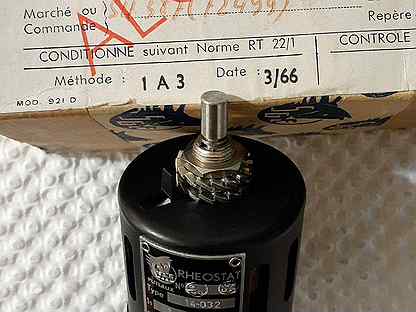 Marché ou
Repère
Commande
CONDITIONNE suivant Norme RT 22/1
CONTROLE
Méthode : 1 A 3 Date : 3/66
MOD. 921 D
RHEOSTAT
PUTEAUX N°
Type 14-032